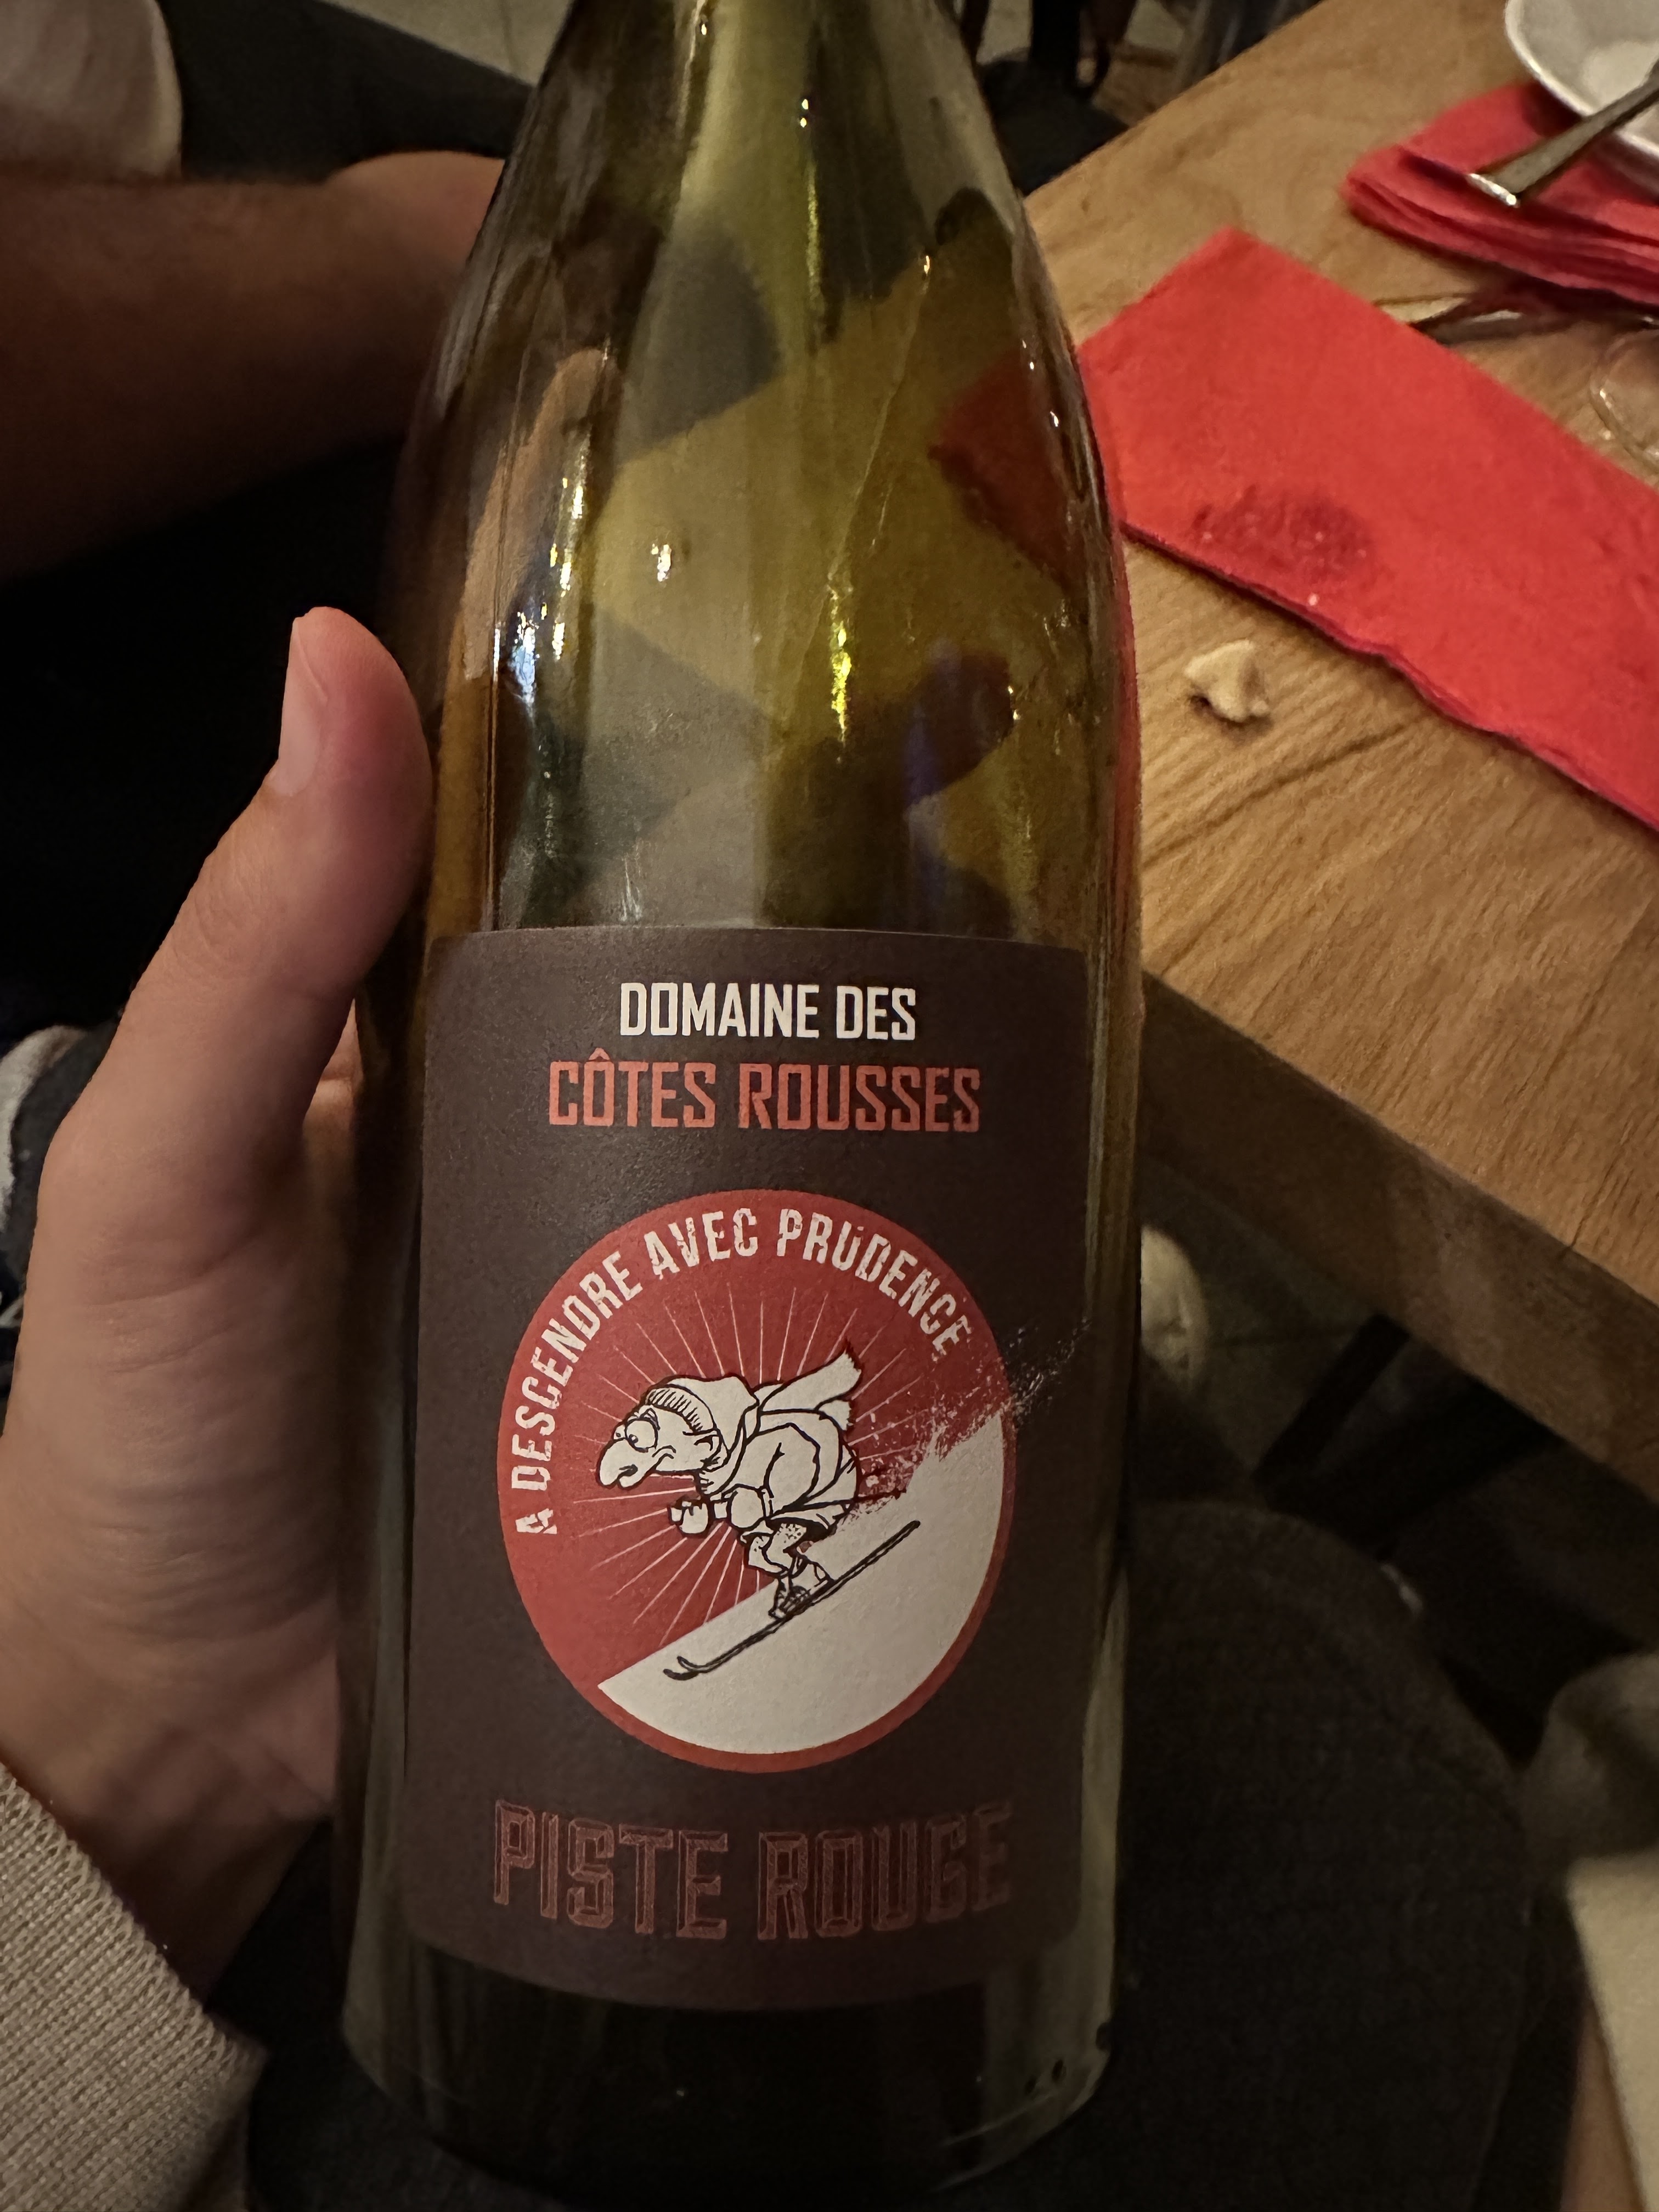 DOMAINE DES
CÔTES ROUSSES
A DESCENDRE AVEC PRUDENCE
PISTE ROUGE